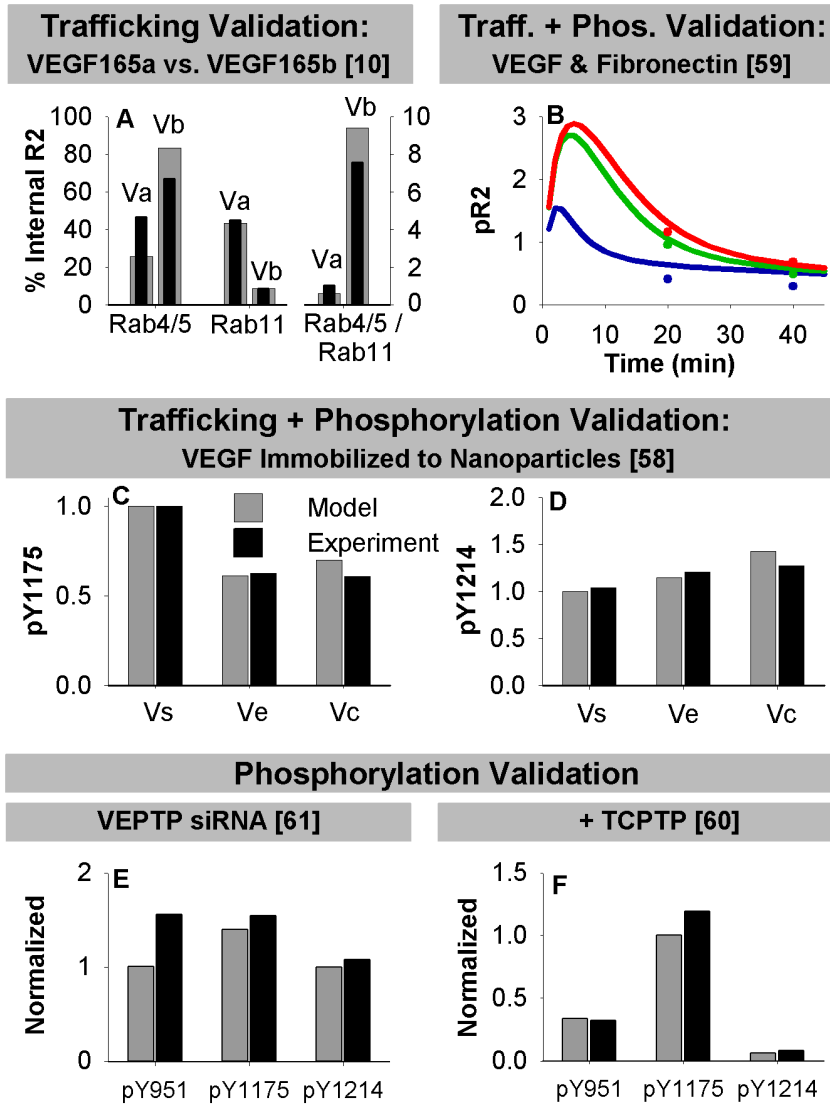 Trafficking Validation:
VEGF165a vs. VEGF165b [10]
Traff. + Phos. Validation:
VEGF & Fibronectin [59]
A
% Internal R2
100
80
60
40
20
0
Va
Vb
Va
Vb
Va
Vb
10
8
6
4
2
0
Rab4/5
Rab11
Rab4/5 /
Rab11
B
pR2
3
2
1
0
0
10
20
30
40
Time (min)
Trafficking + Phosphorylation Validation:
VEGF Immobilized to Nanoparticles [58]
C
pY1175
1.0
0.5
0.0
Vs
Ve
Vc
Model
Experiment
D
pY1214
2.0
1.5
1.0
0.5
0.0
Vs
Ve
Vc
Phosphorylation Validation
VEPTP siRNA [61]
+ TCPTP [60]
E
Normalized
2
1
0
pY951
pY1175
pY1214
F
Normalized
1.5
1.0
0.5
0.0
pY951
pY1175
pY1214